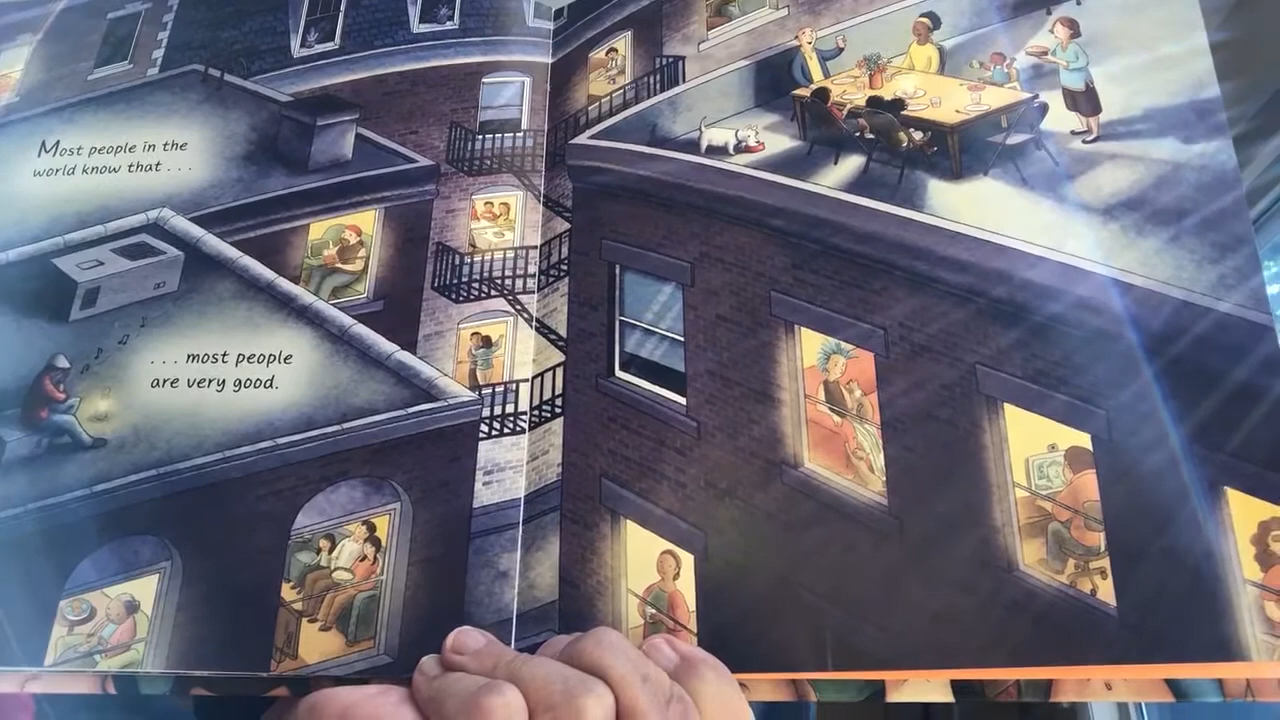 Most people in the
world know that . . .
. . . most people
are very good.